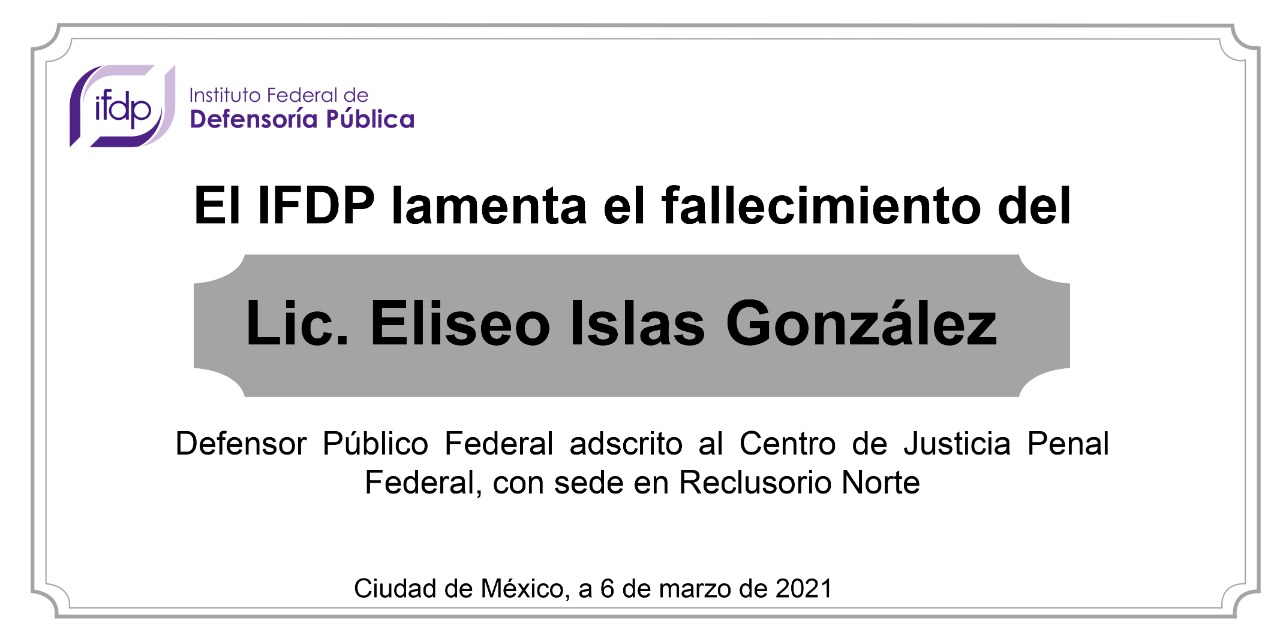 ifdp
Instituto Federal de
Defensoría Pública
El IFDP lamenta el fallecimiento del
Lic. Eliseo Islas González
Defensor Público Federal adscrito al Centro de Justicia Penal
Federal, con sede en Reclusorio Norte
Ciudad de México, a 6 de marzo de 2021